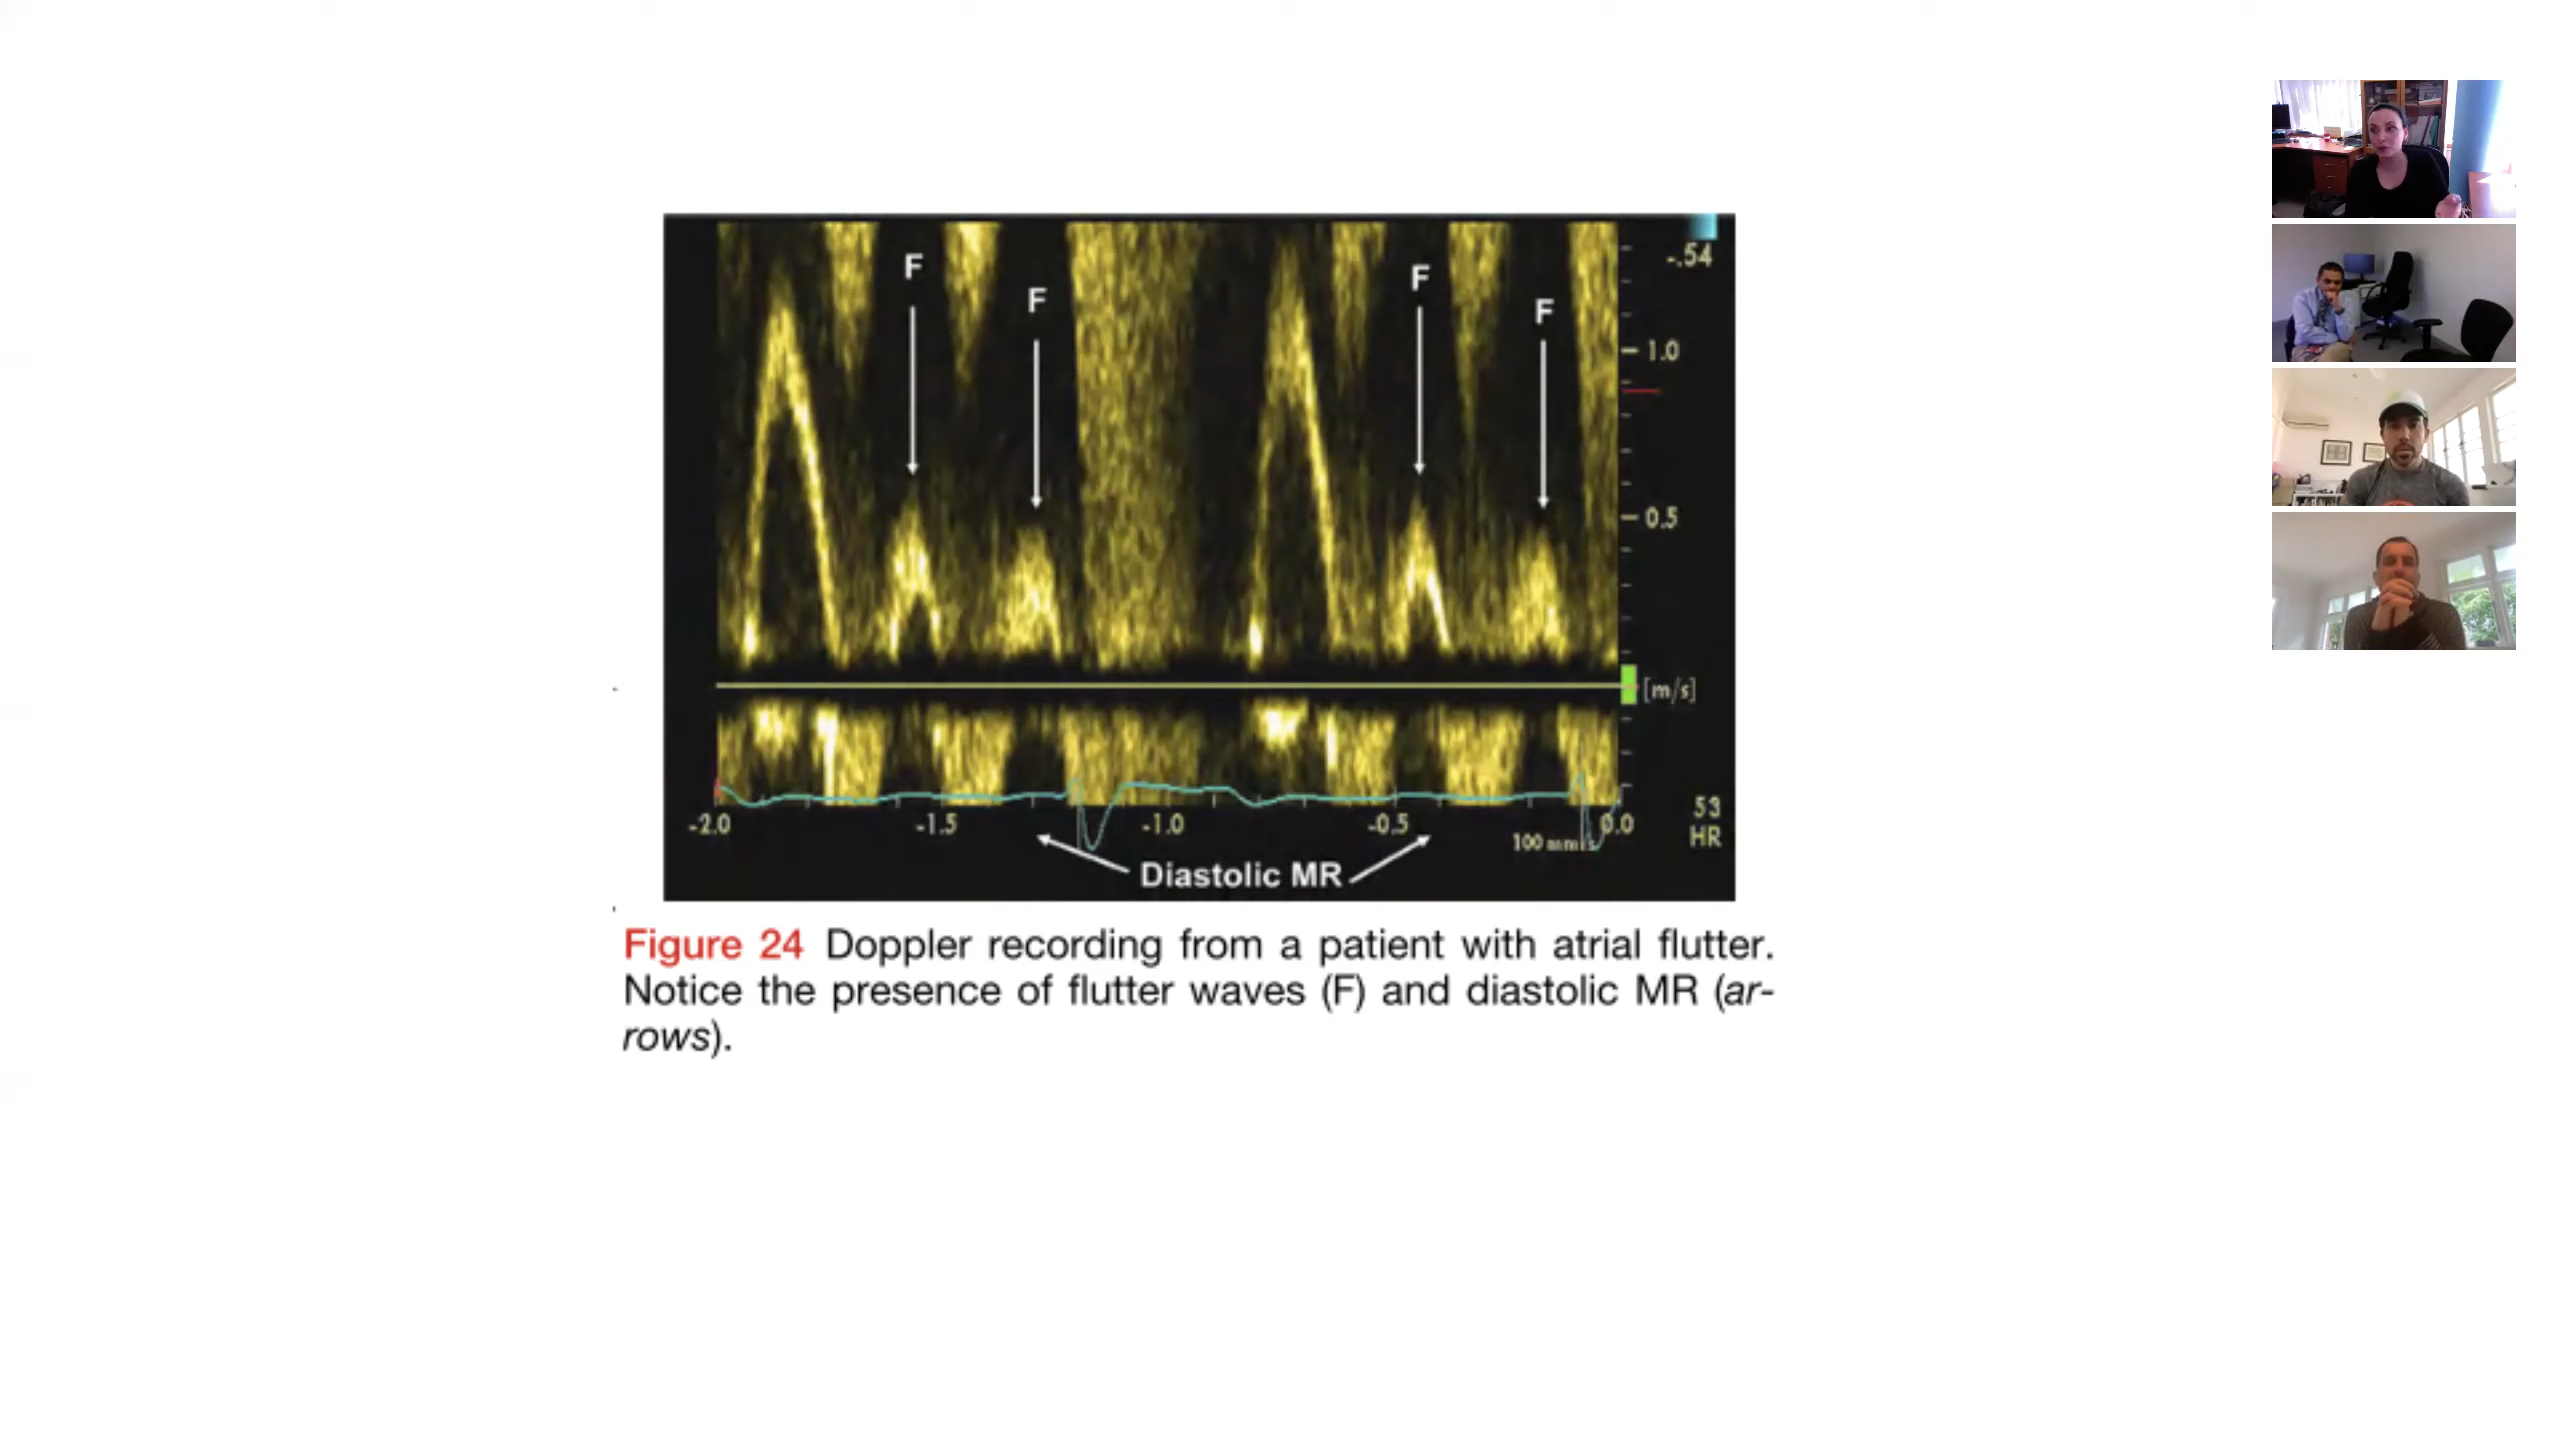 F
F
F
F
-.54
1.0
0.5
[m/s]
-2.0
-1.5
-1.0
-0.5
0.0
100 mm/s
53
HR
Diastolic MR
Figure 24 Doppler recording from a patient with atrial flutter.
Notice the presence of flutter waves (F) and diastolic MR (ar-
rows).